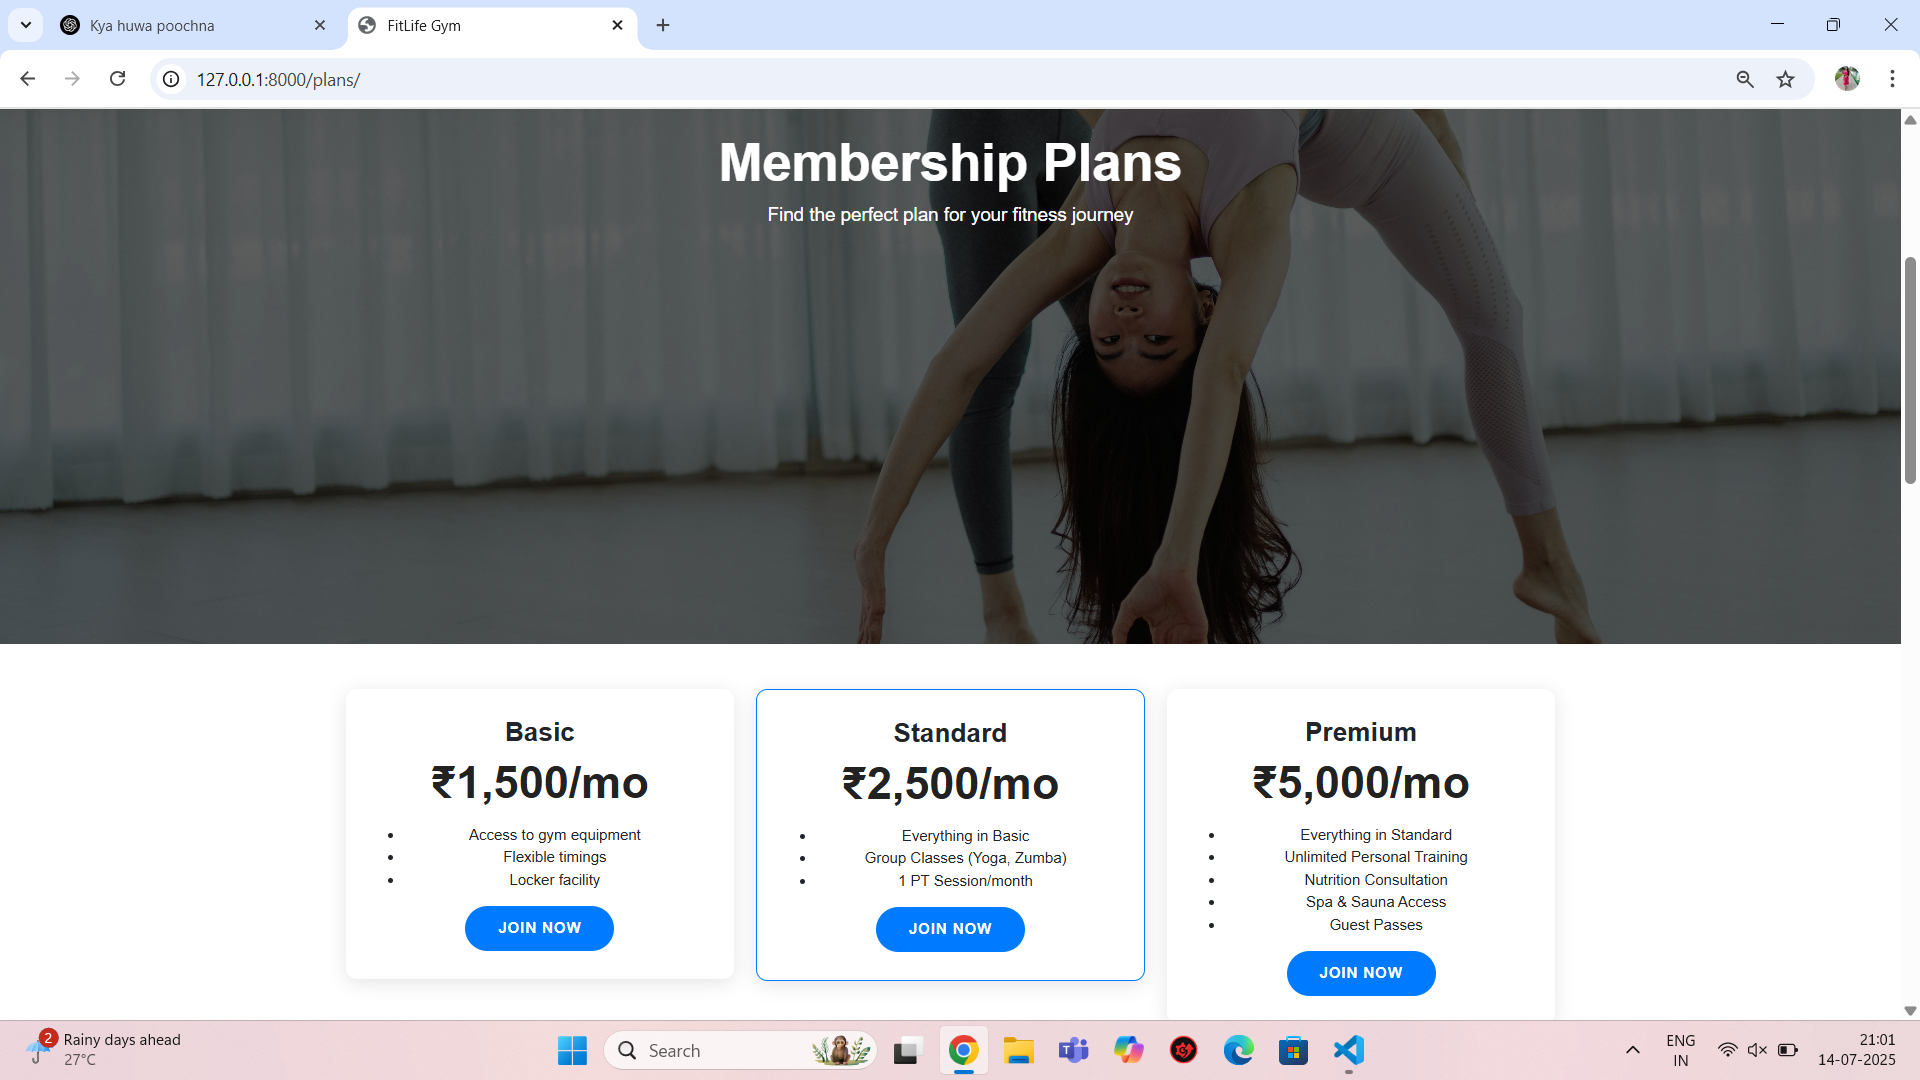 Kya huwa poochna
FitLife Gym
127.0.0.1:8000/plans/
Membership Plans
Find the perfect plan for your fitness journey
Basic
₹1,500/mo
• Access to gym equipment
• Flexible timings
• Locker facility
JOIN NOW
Standard
₹2,500/mo
• Everything in Basic
• Group Classes (Yoga, Zumba)
• 1 PT Session/month
JOIN NOW
Premium
₹5,000/mo
• Everything in Standard
• Unlimited Personal Training
• Nutrition Consultation
• Spa & Sauna Access
• Guest Passes
JOIN NOW
2
Rainy days ahead
27°C
Search
ENG
IN
21:01
14-07-2025